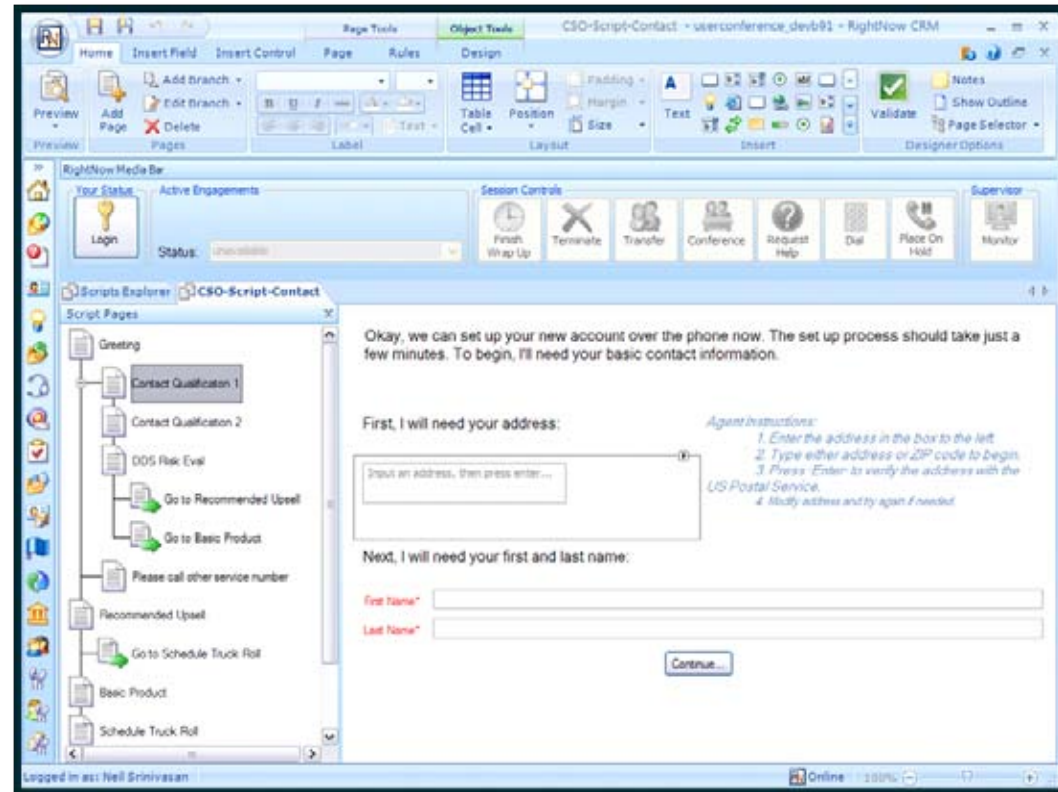 Page Tools Object Tools CSO-Script-Contact - userconference_devb91 - RightNow CRM
Home Insert Field Insert Control Page Rules Design
Preview
Add Page
Add Branch
Edit Branch
Delete
B U I
Text
Table Cell
Position
Padding
Margin
Size
Text
Validate
Notes
Show Outline
Page Selector
Preview Pages Label Layout Insert Designer Options
RightNow Media Bar
Your Status Active Engagements Session Controls Supervisor
Login
Status:
Finish Wrap Up
Terminate
Transfer
Conference
Request Help
Dial
Place On Hold
Monitor
Scripts Explorer CSO-Script-Contact
Script Pages
Greeting
Contact Qualificaton 1
Contact Qualification 2
DDS Risk Eval
Go to Recommended Upsell
Go to Basic Product
Please call other service number
Recommended Upsell
Go to Schedule Truck Roll
Basic Product
Schedule Truck Roll
Okay, we can set up your new account over the phone now. The set up process should take just a
few minutes. To begin, I'll need your basic contact information.
First, I will need your address:
Input an address, then press enter...
Agent Instructions:
1. Enter the address in the box to the left.
2. Type either address or ZIP code to begin.
3. Press Enter to verify the address with the
US Postal Service.
4. Modify address and try again if needed.
Next, I will need your first and last name:
First Name*
Last Name*
Continue...
Logged in as: Neil Srinivasan
Online 100%